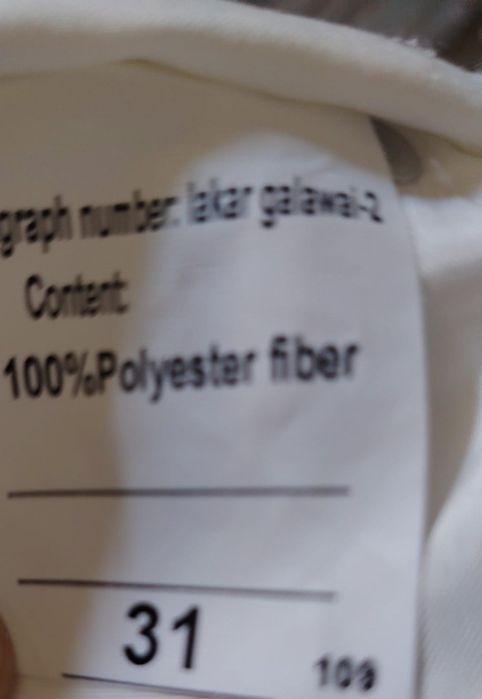 graph number: lakar galawai-2
Content:
100%Polyester fiber
31
109